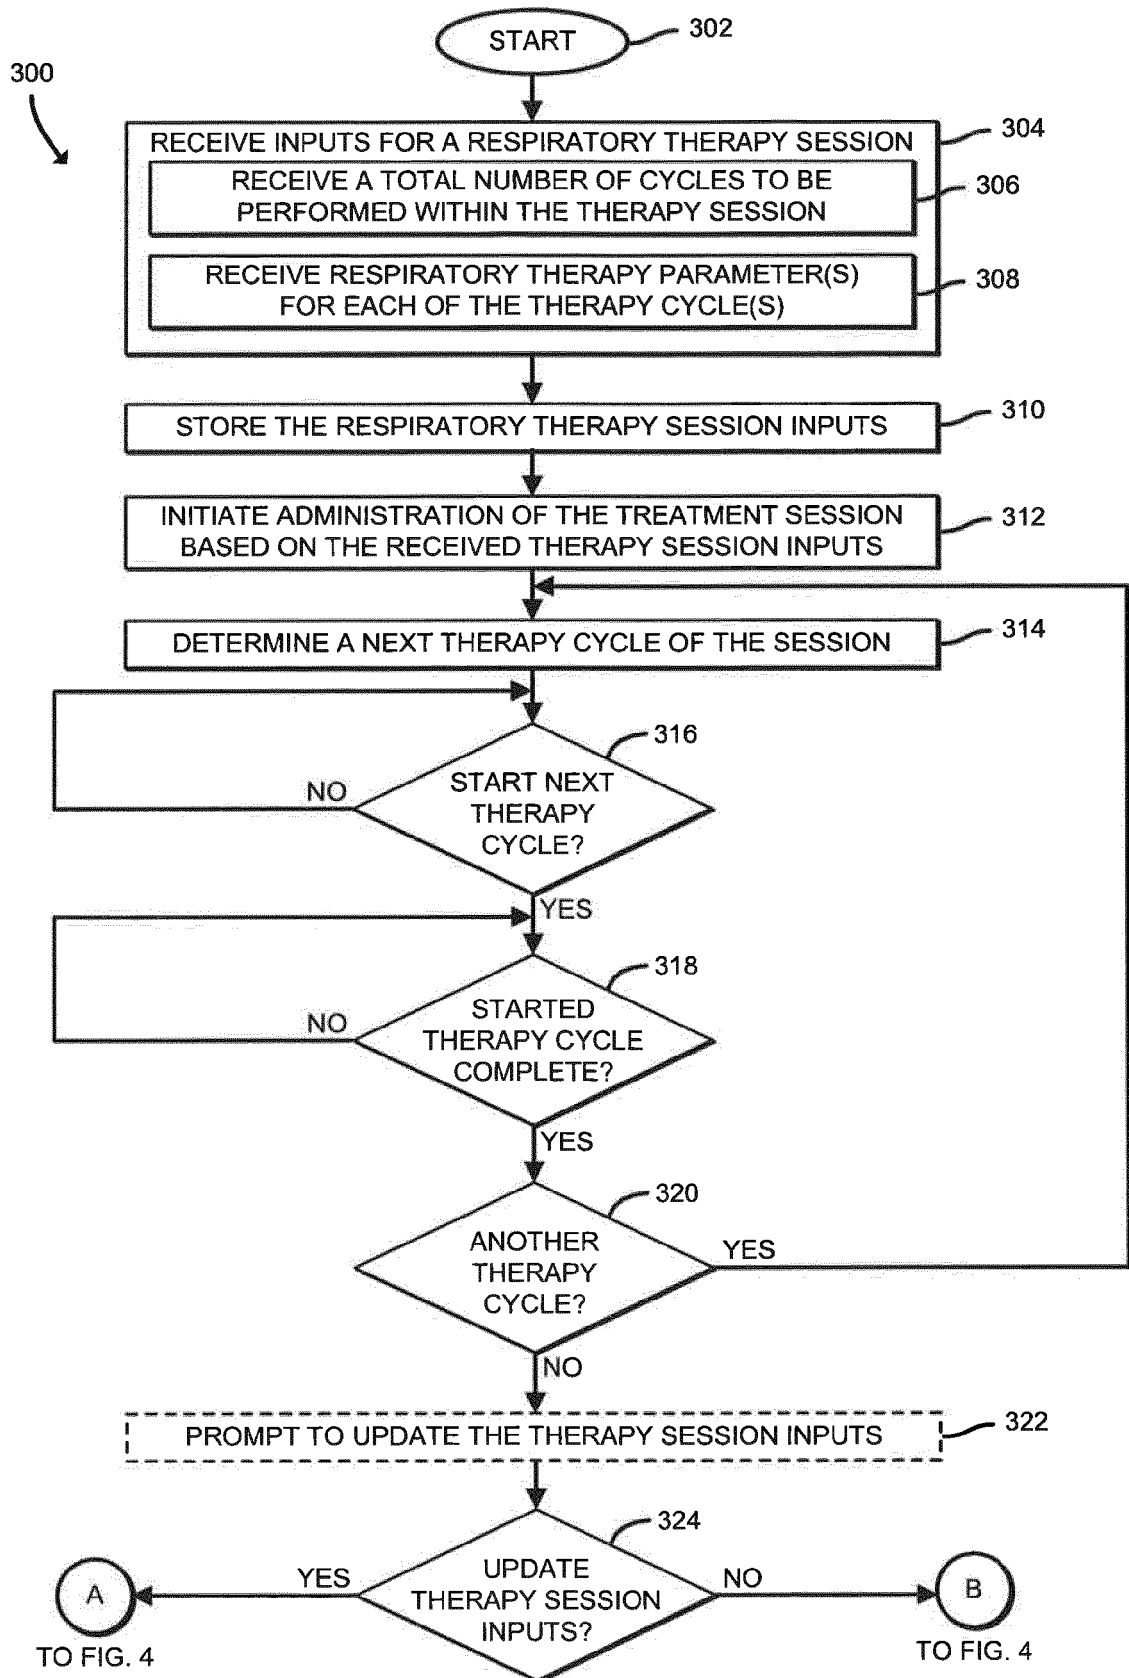 START
302
300
RECEIVE INPUTS FOR A RESPIRATORY THERAPY SESSION
304
RECEIVE A TOTAL NUMBER OF CYCLES TO BE
PERFORMED WITHIN THE THERAPY SESSION
306
RECEIVE RESPIRATORY THERAPY PARAMETER(S)
FOR EACH OF THE THERAPY CYCLE(S)
308
STORE THE RESPIRATORY THERAPY SESSION INPUTS
310
INITIATE ADMINISTRATION OF THE TREATMENT SESSION
BASED ON THE RECEIVED THERAPY SESSION INPUTS
312
DETERMINE A NEXT THERAPY CYCLE OF THE SESSION
314
316
START NEXT
THERAPY
CYCLE?
NO
YES
318
STARTED
THERAPY CYCLE
COMPLETE?
NO
YES
320
ANOTHER
THERAPY
CYCLE?
YES
NO
PROMPT TO UPDATE THE THERAPY SESSION INPUTS
322
324
UPDATE
THERAPY SESSION
INPUTS?
YES
NO
A
TO FIG. 4
B
TO FIG. 4